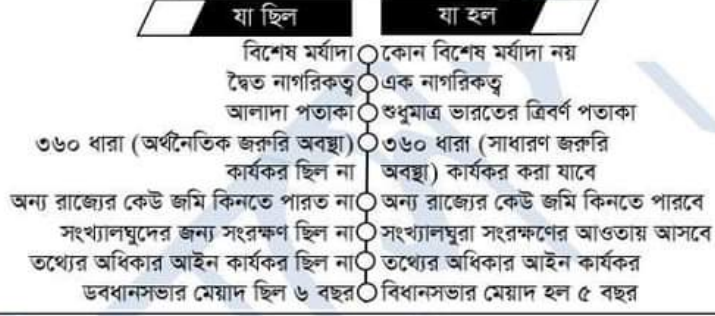 যা ছিল যা হল
বিশেষ মর্যাদা কোন বিশেষ মর্যাদা নয়
দ্বৈত নাগরিকত্ব এক নাগরিকত্ব
আলাদা পতাকা শুধুমাত্র ভারতের ত্রিবর্ণ পতাকা
৩৬০ ধারা (অর্থনৈতিক জরুরি অবস্থা) ৩৬০ ধারা (সাধারণ জরুরি
কার্যকর ছিল না অবস্থা) কার্যকর করা যাবে
অন্য রাজ্যের কেউ জমি কিনতে পারত না অন্য রাজ্যের কেউ জমি কিনতে পারবে
সংখ্যালঘুদের জন্য সংরক্ষণ ছিল না সংখ্যালঘুরা সংরক্ষণের আওতায় আসবে
তথ্যের অধিকার আইন কার্যকর ছিল না তথ্যের অধিকার আইন কার্যকর
ডবধানসভার মেয়াদ ছিল ৬ বছর বিধানসভার মেয়াদ হল ৫ বছর